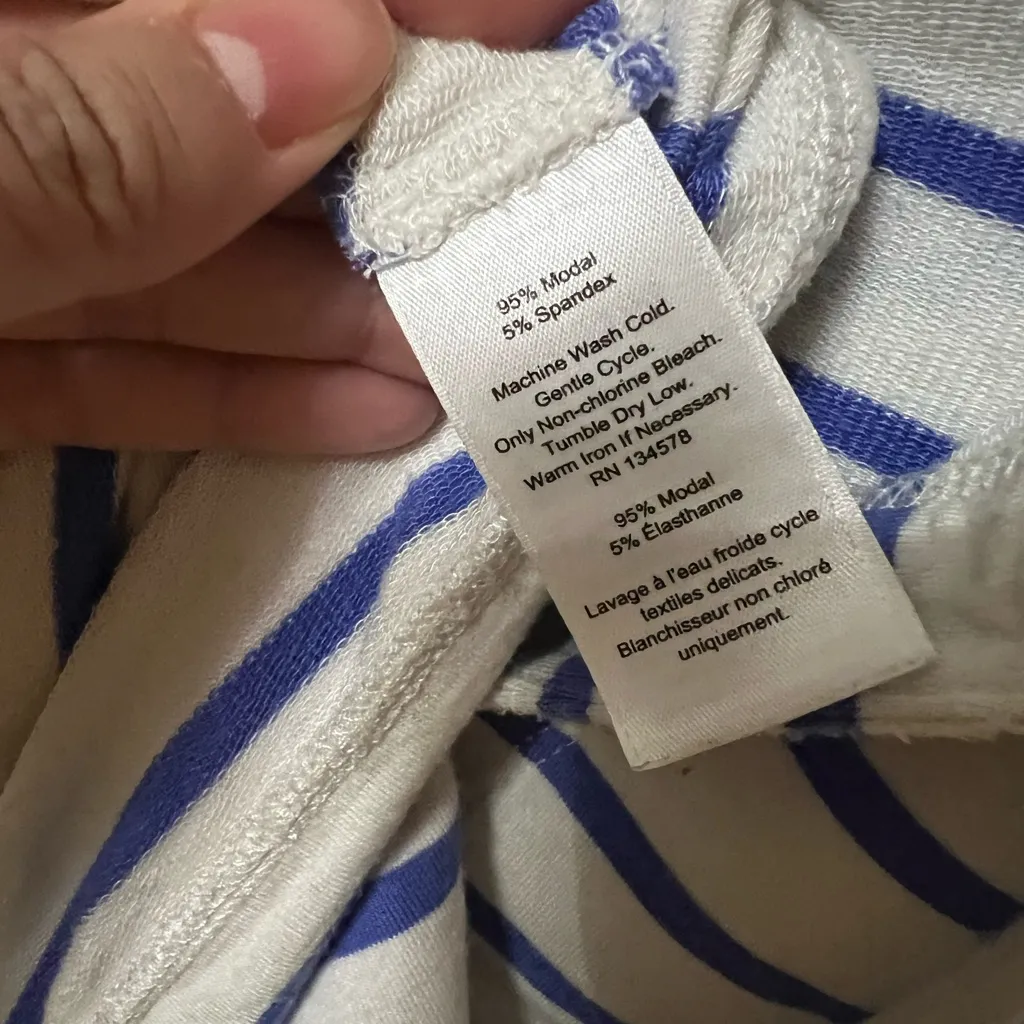 95% Modal
5% Spandex
Machine Wash Cold.
Gentle Cycle.
Only Non-chlorine Bleach.
Tumble Dry Low.
Warm Iron If Necessary.
RN 134578
95% Modal
5% Élasthanne
Lavage à l'eau froide cycle
textiles delicats.
Blanchisseur non chloré
uniquement.